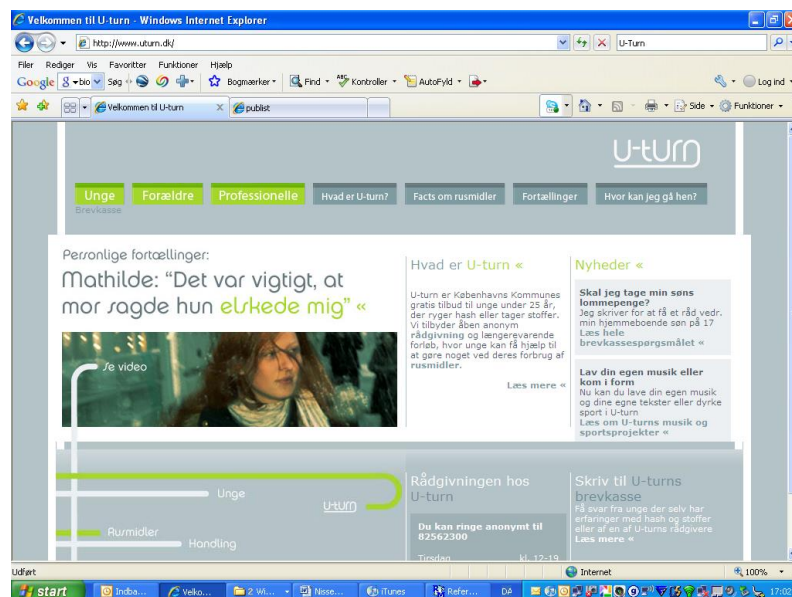 Velkommen til U-turn - Windows Internet Explorer
http://www.uturn.dk/
U-Turn
Filer Rediger Vis Favoritter Funktioner Hjælp
Google bio Søg Bogmærker Find Kontroller AutoFyld Log ind
Velkommen til U-turn X publist Side Funktioner
U-turn
Unge Forældre Professionelle Hvad er U-turn? Facts om rusmidler Fortællinger Hvor kan jeg gå hen?
Brevkasse
Personlige fortællinger:
Mathilde: "Det var vigtigt, at
mor sagde hun elskede mig" «
Se video
Hvad er U-turn «
U-turn er Københavns Kommunes
gratis tilbud til unge under 25 år,
der ryger hash eller tager stoffer.
Vi tilbyder åben anonym
rådgivning og længerevarende
forløb, hvor unge kan få hjælp til
at gøre noget ved deres forbrug af
rusmidler.
Læs mere «
Nyheder «
Skal jeg tage min søns
lommepenge?
Jeg skriver for at få et råd vedr.
min hjemmeboende søn på 17
Læs hele
brevkassespørgsmålet «
Lav din egen musik eller
kom i form
Nu kan du lave din egen musik
og dine egne tekster eller dyrke
sport i U-turn
Læs om U-turns musik og
sportsprojekter «
Unge
U-turn
Rusmidler
Handling
Rådgivningen hos
U-turn
Du kan ringe anonymt til
82562300
Tirsdag kl. 12-19
Skriv til U-turns
brevkasse
Få svar fra unge der selv har
erfaringer med hash og stoffer
eller af en af U-turns rådgivere
Læs mere «
Udført Internet 100%
start Indba... Velko... 2 Wi... Nisse... iTunes Refer... DA 17:02